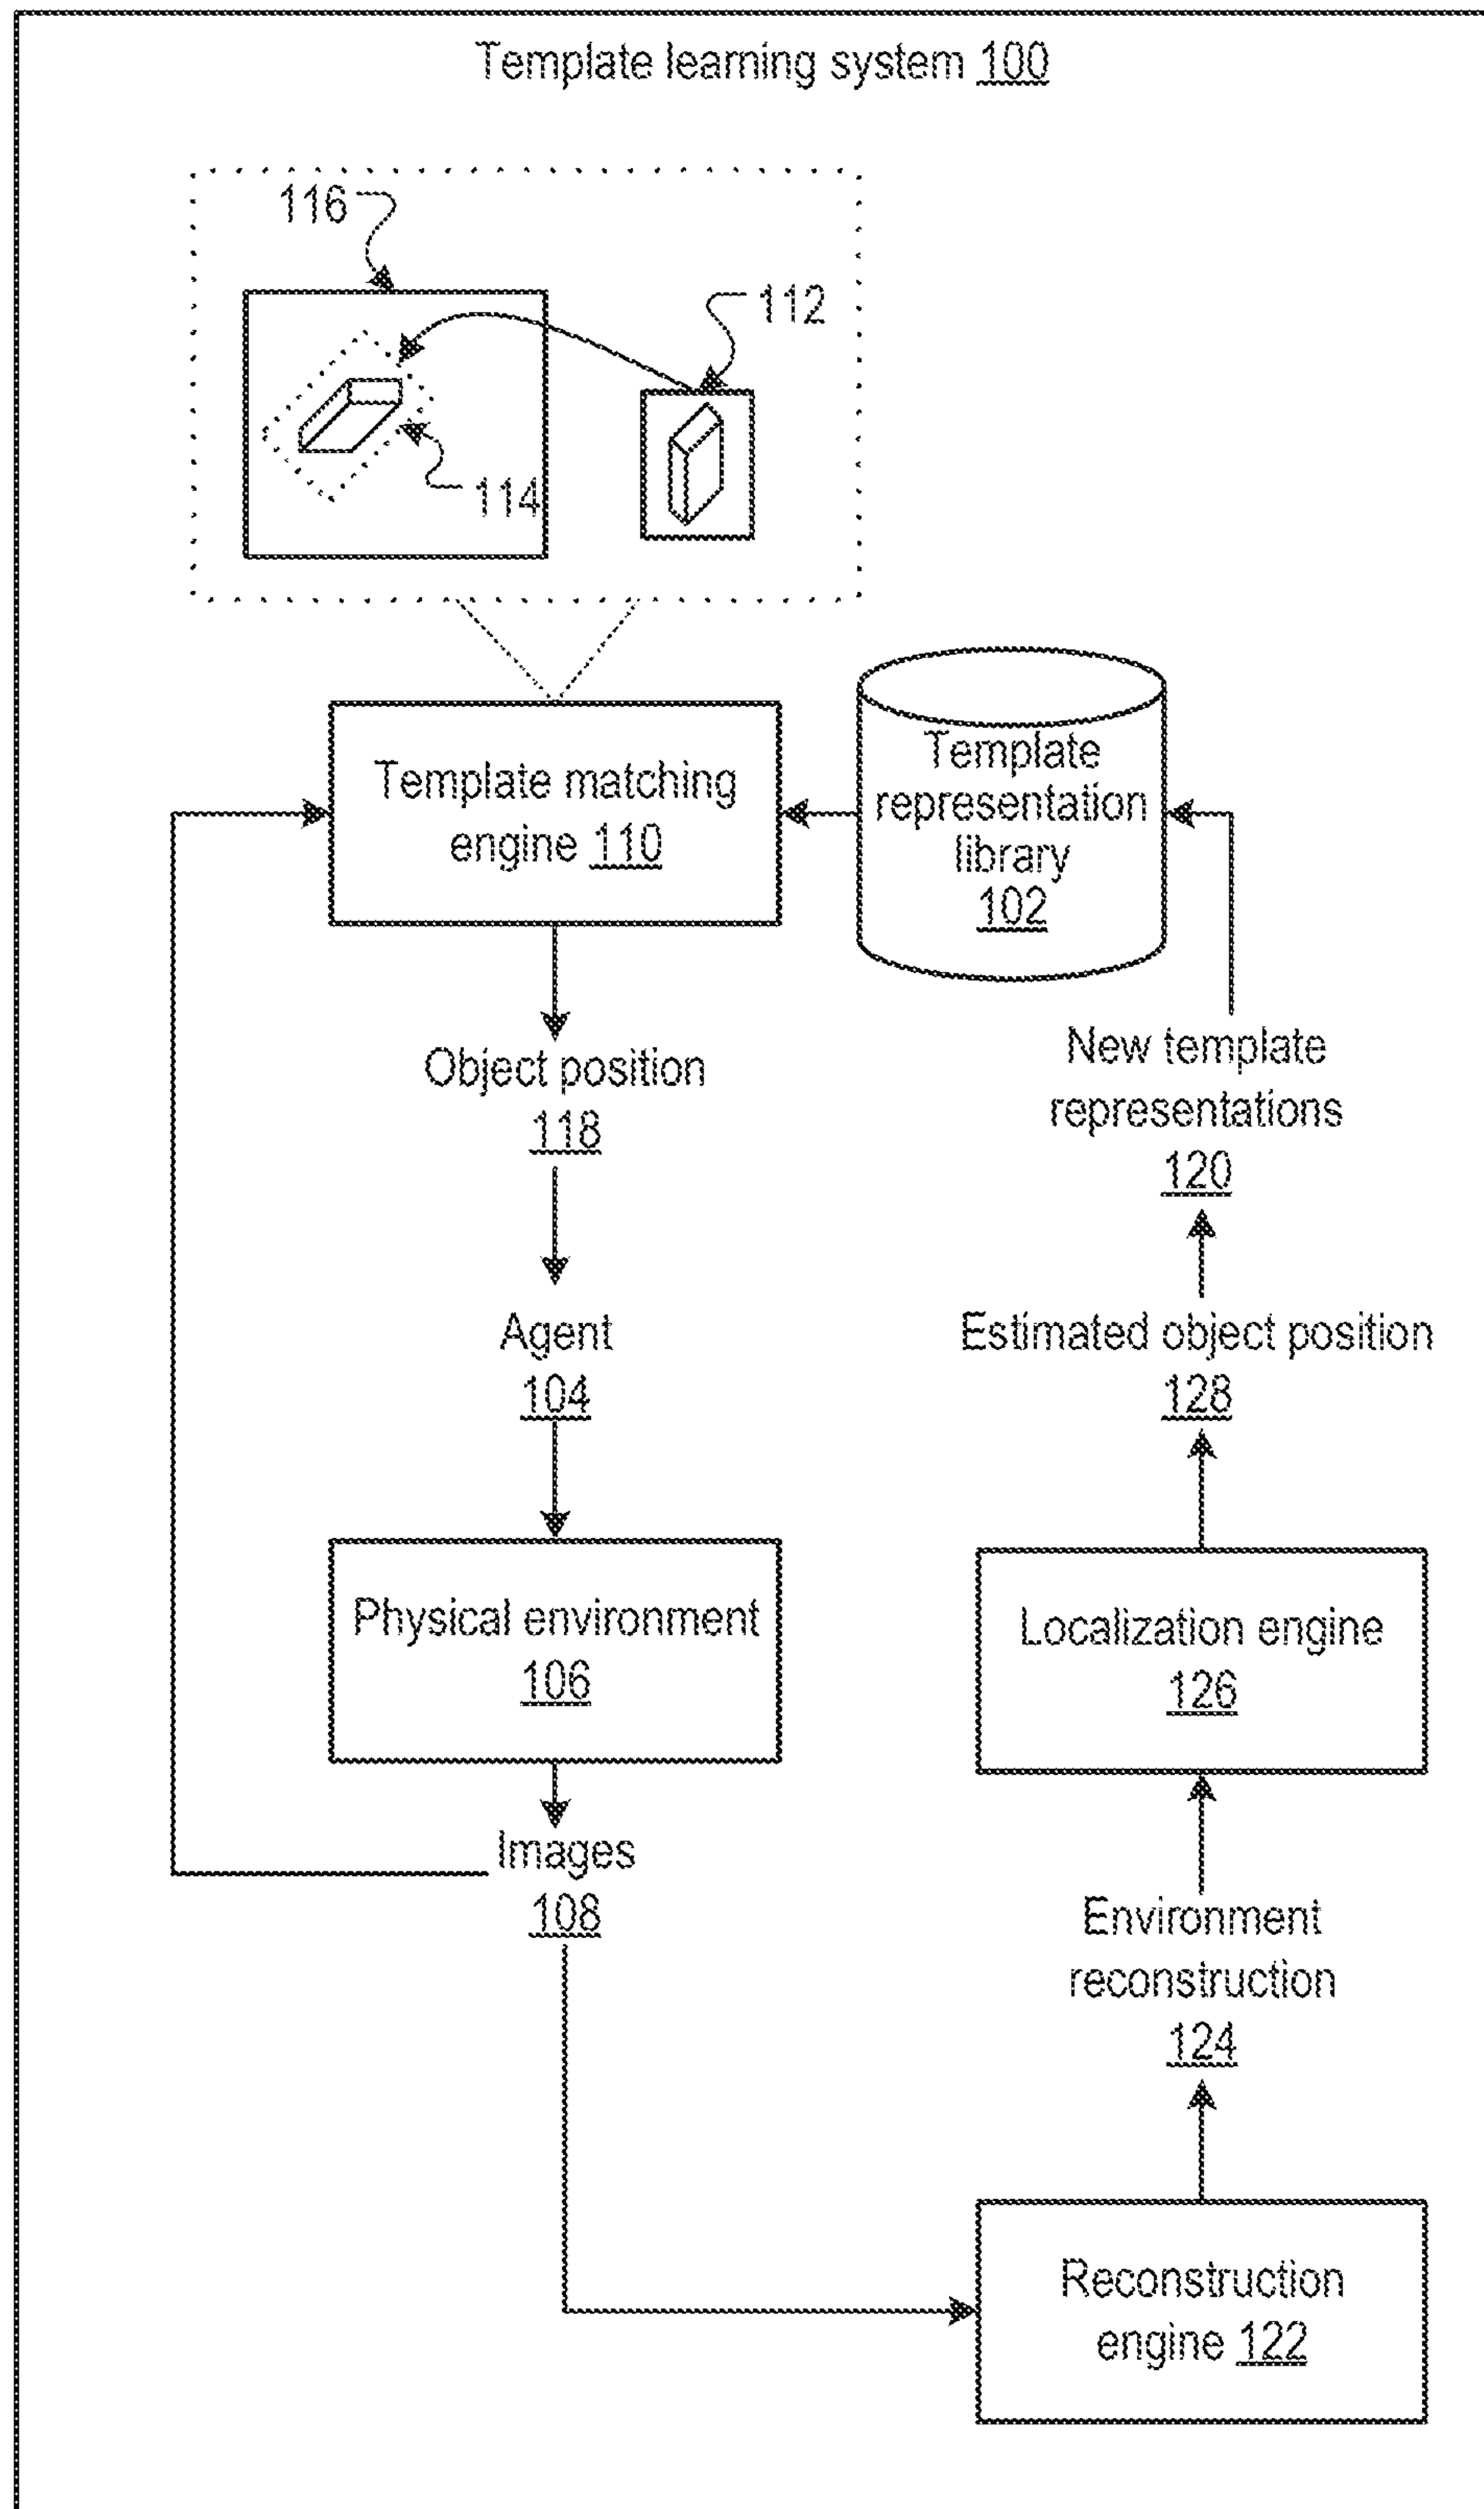 Template learning system 100
116
112
114
Template matching
engine 110
Template
representation
library
102
Object position
118
New template
representations
120
Agent
104
Estimated object position
128
Physical environment
106
Localization engine
126
Images
108
Environment
reconstruction
124
Reconstruction
engine 122